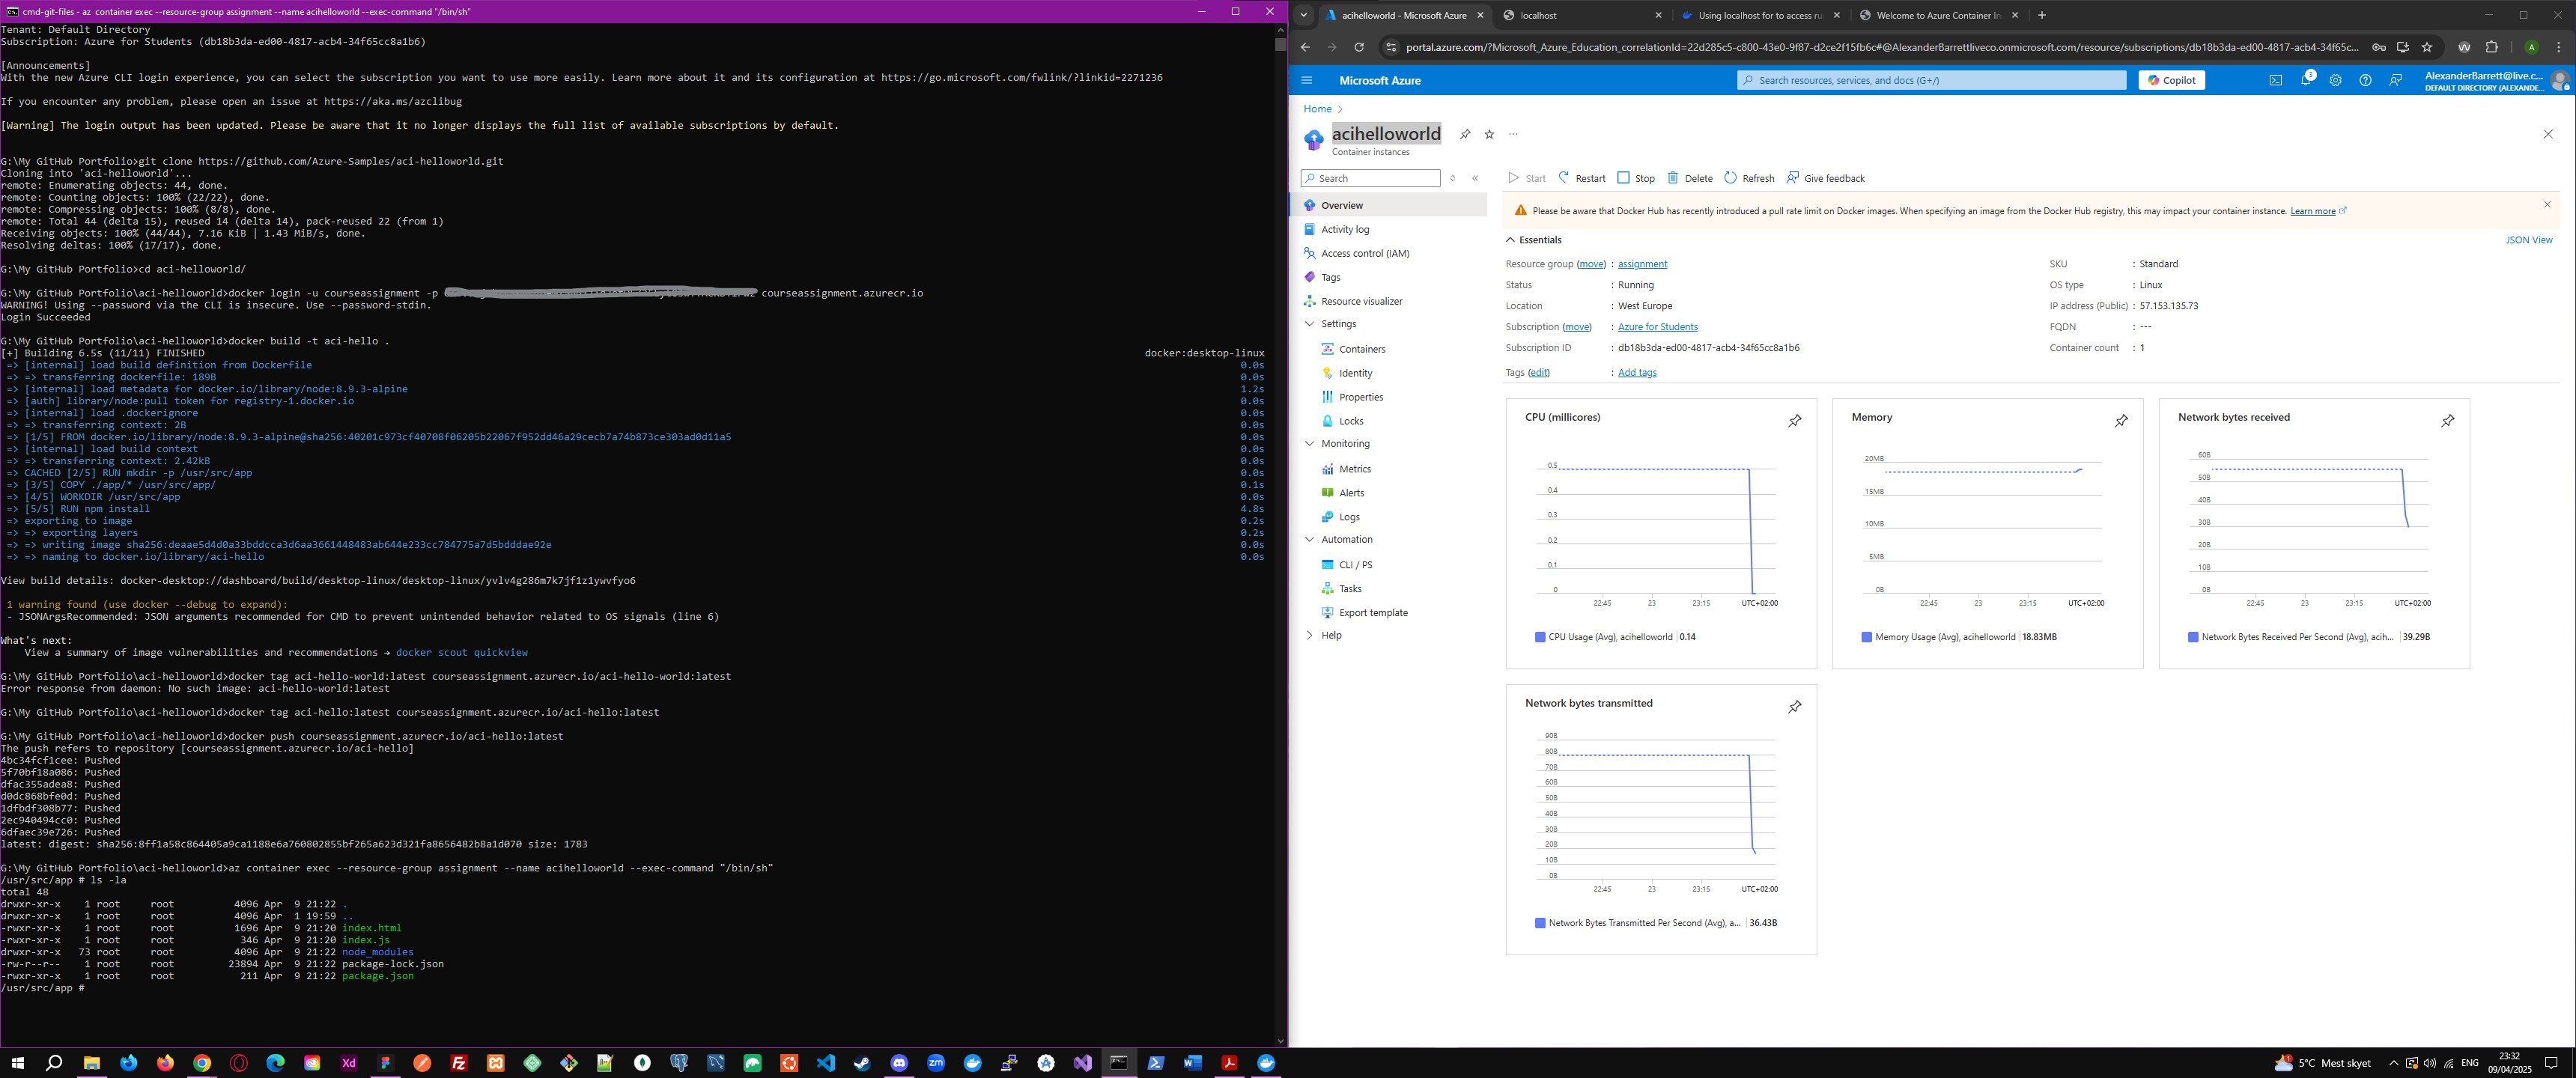 cmd-git-files - az  container exec --resource-group assignment --name acihelloworld --exec-command "/bin/sh"
Tenant: Default Directory
Subscription: Azure for Students (db18b3da-ed00-4817-acb4-34f65cc8a1b6)
[Announcements]
With the new Azure CLI login experience, you can select the subscription you want to use more easily. Learn more about it and its configuration at https://go.microsoft.com/fwlink/?linkid=2271236
If you encounter any problem, please open an issue at https://aka.ms/azclibug
[Warning] The login output has been updated. Please be aware that it no longer displays the full list of available subscriptions by default.
G:\My GitHub Portfolio>git clone https://github.com/Azure-Samples/aci-helloworld.git
Cloning into 'aci-helloworld'...
remote: Enumerating objects: 44, done.
remote: Counting objects: 100% (22/22), done.
remote: Compressing objects: 100% (8/8), done.
remote: Total 44 (delta 15), reused 14 (delta 14), pack-reused 22 (from 1)
Receiving objects: 100% (44/44), 7.16 KiB | 1.43 MiB/s, done.
Resolving deltas: 100% (17/17), done.
G:\My GitHub Portfolio>cd aci-helloworld/
G:\My GitHub Portfolio\aci-helloworld>docker login -u courseassignment -p courseassignment.azurecr.io
WARNING! Using --password via the CLI is insecure. Use --password-stdin.
Login Succeeded
G:\My GitHub Portfolio\aci-helloworld>docker build -t aci-hello .
[+] Building 6.5s (11/11) FINISHED docker:desktop-linux
=> [internal] load build definition from Dockerfile 0.0s
=> => transferring dockerfile: 189B 0.0s
=> [internal] load metadata for docker.io/library/node:8.9.3-alpine 1.2s
=> [auth] library/node:pull token for registry-1.docker.io 0.0s
=> [internal] load .dockerignore 0.0s
=> => transferring context: 2B 0.0s
=> [1/5] FROM docker.io/library/node:8.9.3-alpine@sha256:40201c973cf40708f06205b22067f952dd46a29cecb7a74b873ce303ad0d11a5 0.0s
=> [internal] load build context 0.0s
=> => transferring context: 2.42kB 0.0s
=> CACHED [2/5] RUN mkdir -p /usr/src/app 0.0s
=> [3/5] COPY ./app/* /usr/src/app/ 0.1s
=> [4/5] WORKDIR /usr/src/app 0.0s
=> [5/5] RUN npm install 4.8s
=> exporting to image 0.2s
=> => exporting layers 0.2s
=> => writing image sha256:deaae5d4d0a33bddcca3d6aa3661448483ab644e233cc784775a7d5bdddae92e 0.0s
=> => naming to docker.io/library/aci-hello 0.0s
View build details: docker-desktop://dashboard/build/desktop-linux/desktop-linux/yvlv4g286m7k7jf1z1ywvfyo6
1 warning found (use docker --debug to expand):
- JSONArgsRecommended: JSON arguments recommended for CMD to prevent unintended behavior related to OS signals (line 6)
What's next:
View a summary of image vulnerabilities and recommendations → docker scout quickview
G:\My GitHub Portfolio\aci-helloworld>docker tag aci-hello-world:latest courseassignment.azurecr.io/aci-hello-world:latest
Error response from daemon: No such image: aci-hello-world:latest
G:\My GitHub Portfolio\aci-helloworld>docker tag aci-hello:latest courseassignment.azurecr.io/aci-hello:latest
G:\My GitHub Portfolio\aci-helloworld>docker push courseassignment.azurecr.io/aci-hello:latest
The push refers to repository [courseassignment.azurecr.io/aci-hello]
4bc34fcf1cee: Pushed
5f70bf18a086: Pushed
dfac355adea8: Pushed
d0dc868bfe0d: Pushed
1dfbdf308b77: Pushed
2ec940494cc0: Pushed
6dfaec39e726: Pushed
latest: digest: sha256:8ff1a58c864405a9ca1188e6a760802855bf265a623d321fa8656482b8a1d070 size: 1783
G:\My GitHub Portfolio\aci-helloworld>az container exec --resource-group assignment --name acihelloworld --exec-command "/bin/sh"
/usr/src/app # ls -la
total 48
drwxr-xr-x 1 root root 4096 Apr 9 21:22 .
drwxr-xr-x 1 root root 4096 Apr 1 19:59 ..
-rwxr-xr-x 1 root root 1696 Apr 9 21:20 index.html
-rwxr-xr-x 1 root root 346 Apr 9 21:20 index.js
drwxr-xr-x 73 root root 4096 Apr 9 21:22 node_modules
-rw-r--r-- 1 root root 23894 Apr 9 21:22 package-lock.json
-rwxr-xr-x 1 root root 211 Apr 9 21:22 package.json
/usr/src/app #
acihelloworld - Microsoft Azure
localhost
Using localhost for to access ru
Welcome to Azure Container In
portal.azure.com/?Microsoft_Azure_Education_correlationId=22d285c5-c800-43e0-9f87-d2ce2f15fb6c#@AlexanderBarrettliveco.onmicrosoft.com/resource/subscriptions/db18b3da-ed00-4817-acb4-34f65c...
A
Microsoft Azure
Search resources, services, and docs (G+/)
Copilot
3
AlexanderBarrett@live.c...
DEFAULT DIRECTORY (ALEXANDE...
Home
acihelloworld
Container instances
Search
Start
Restart
Stop
Delete
Refresh
Give feedback
Overview
Activity log
Access control (IAM)
Tags
Resource visualizer
Settings
Containers
Identity
Properties
Locks
Monitoring
Metrics
Alerts
Logs
Automation
CLI / PS
Tasks
Export template
Help
Please be aware that Docker Hub has recently introduced a pull rate limit on Docker images. When specifying an image from the Docker Hub registry, this may impact your container instance. Learn more
Essentials
JSON View
Resource group (move) : assignment
Status : Running
Location : West Europe
Subscription (move) : Azure for Students
Subscription ID : db18b3da-ed00-4817-acb4-34f65cc8a1b6
Tags (edit) : Add tags
SKU : Standard
OS type : Linux
IP address (Public) : 57.153.135.73
FQDN : ---
Container count : 1
CPU (millicores)
0.5
0.4
0.3
0.2
0.1
0
22:45 23 23:15 UTC+02:00
CPU Usage (Avg), acihelloworld | 0.14
Memory
20MB
15MB
10MB
5MB
0B
22:45 23 23:15 UTC+02:00
Memory Usage (Avg), acihelloworld | 18.83MB
Network bytes received
60B
50B
40B
30B
20B
10B
0B
22:45 23 23:15 UTC+02:00
Network Bytes Received Per Second (Avg), acih... | 39.29B
Network bytes transmitted
90B
80B
70B
60B
50B
40B
30B
20B
10B
0B
22:45 23 23:15 UTC+02:00
Network Bytes Transmitted Per Second (Avg), a... | 36.43B
Xd
zm
5°C Mest skyet
ENG
23:32
09/04/2025